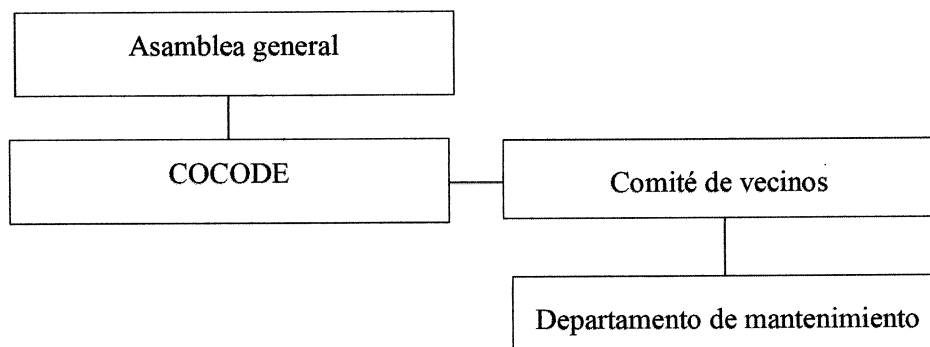 Asamblea general
COCODE
Comité de vecinos
Departamento de mantenimiento